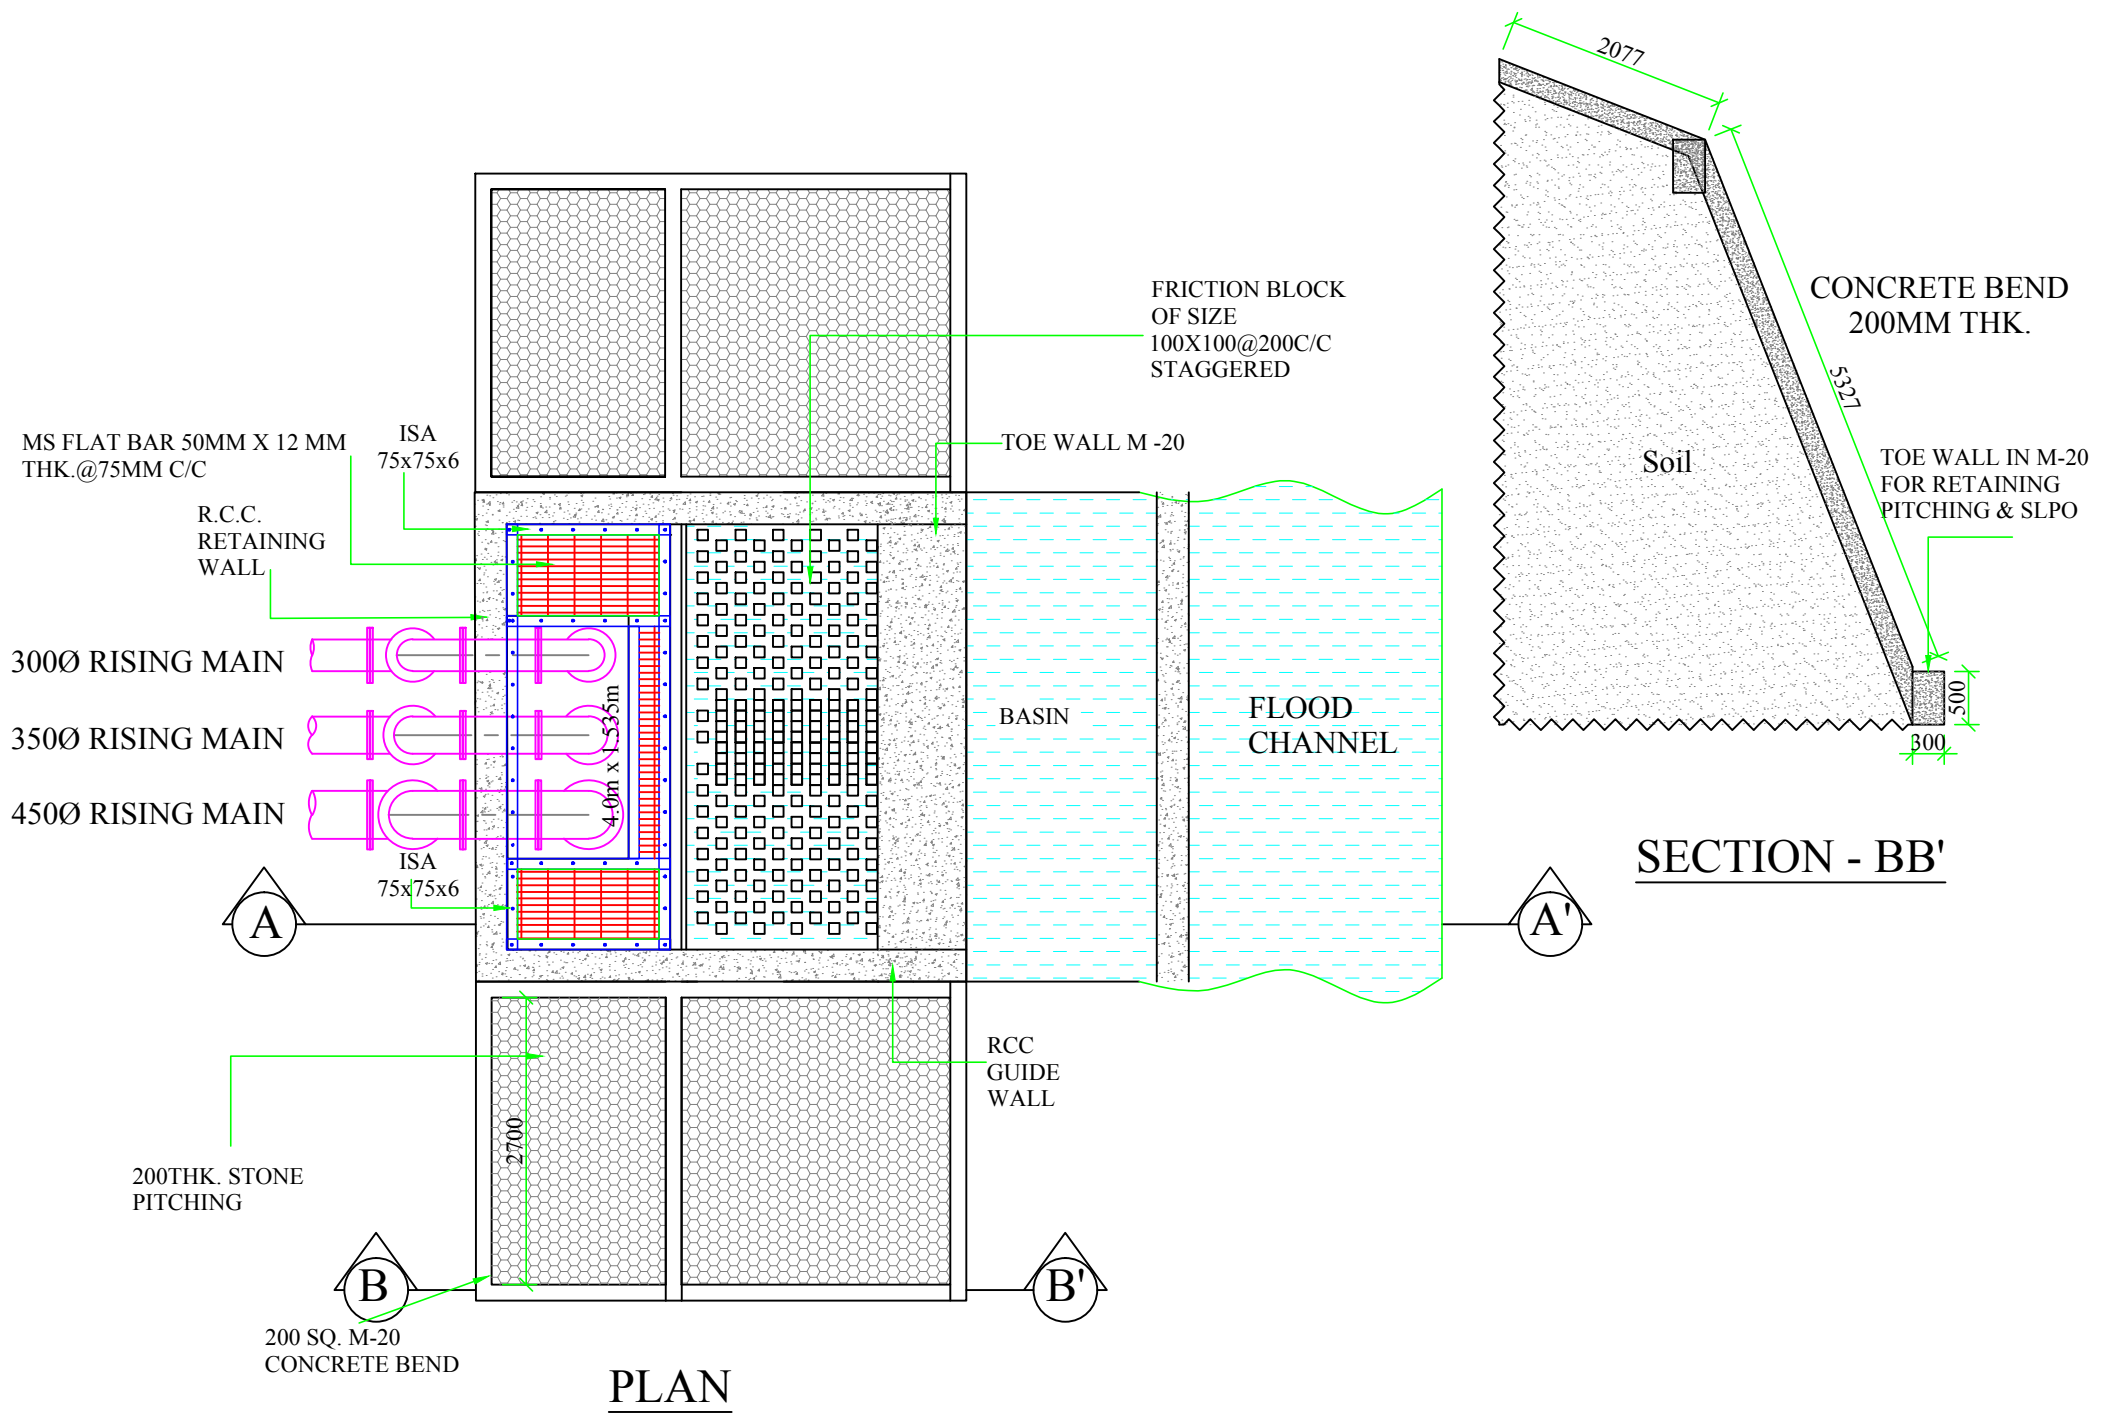 2077
CONCRETE BEND
200MM THK.
5327
Soil
TOE WALL IN M-20
FOR RETAINING
PITCHING & SLPO
500
300
SECTION - BB'
FRICTION BLOCK
OF SIZE
100X100@200C/C
STAGGERED
TOE WALL M -20
MS FLAT BAR 50MM X 12 MM
THK.@75MM C/C
ISA
75x75x6
R.C.C.
RETAINING
WALL
300Ø RISING MAIN
350Ø RISING MAIN
450Ø RISING MAIN
4.0m x 1.535m
BASIN
FLOOD
CHANNEL
ISA
75x75x6
A
A'
RCC
GUIDE
WALL
2700
200THK. STONE
PITCHING
B
B'
200 SQ. M-20
CONCRETE BEND
PLAN